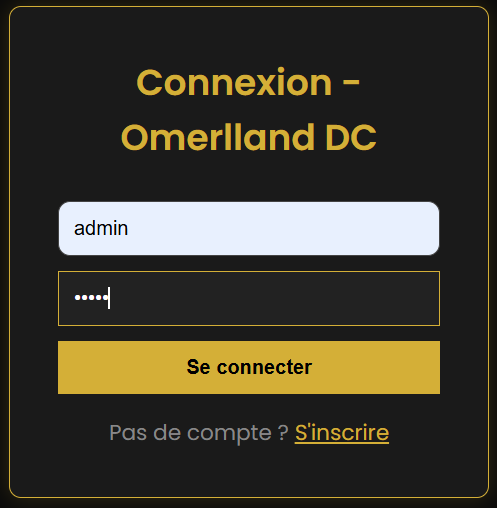 Connexion -
Omerlland DC
admin
•••••
Se connecter
Pas de compte ? S'inscrire